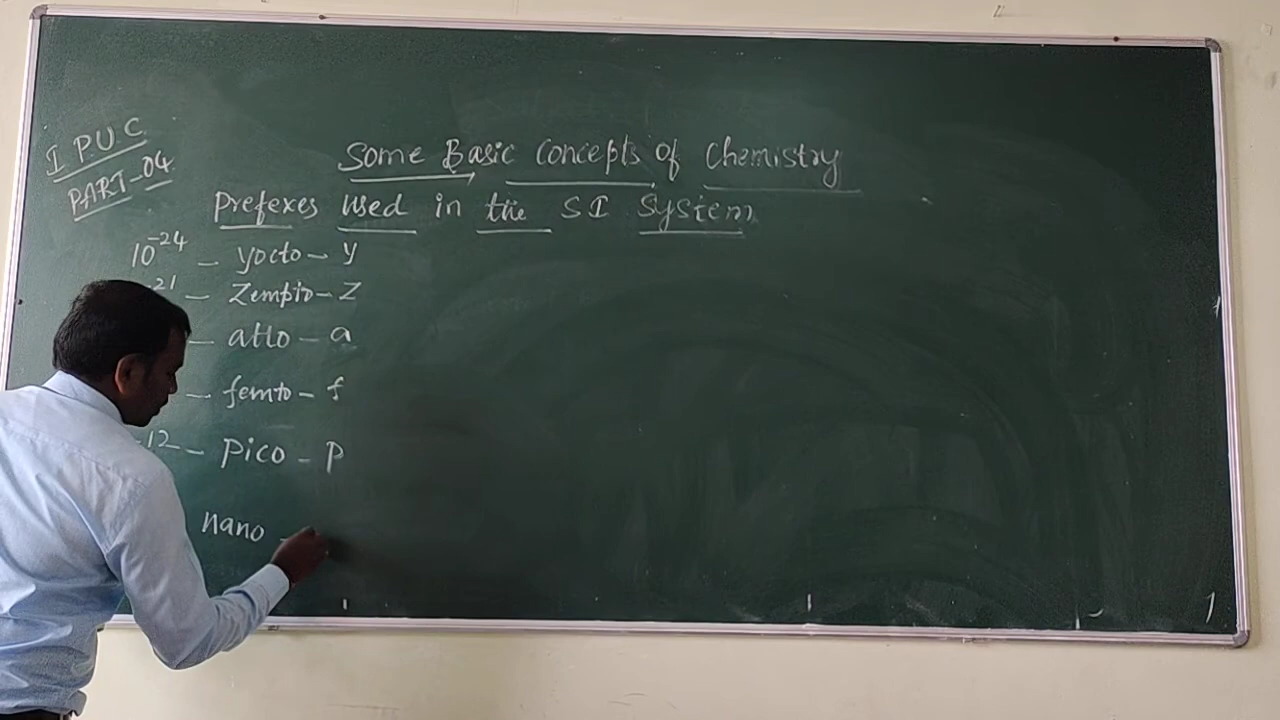 I PUC
PART-04
Some Basic Concepts of Chemistry
Prefexes used in the SI System
10⁻²⁴ – yocto – y
21 – Zempto – Z
– atto – a
– femto – f
-12 – pico – p
nano -